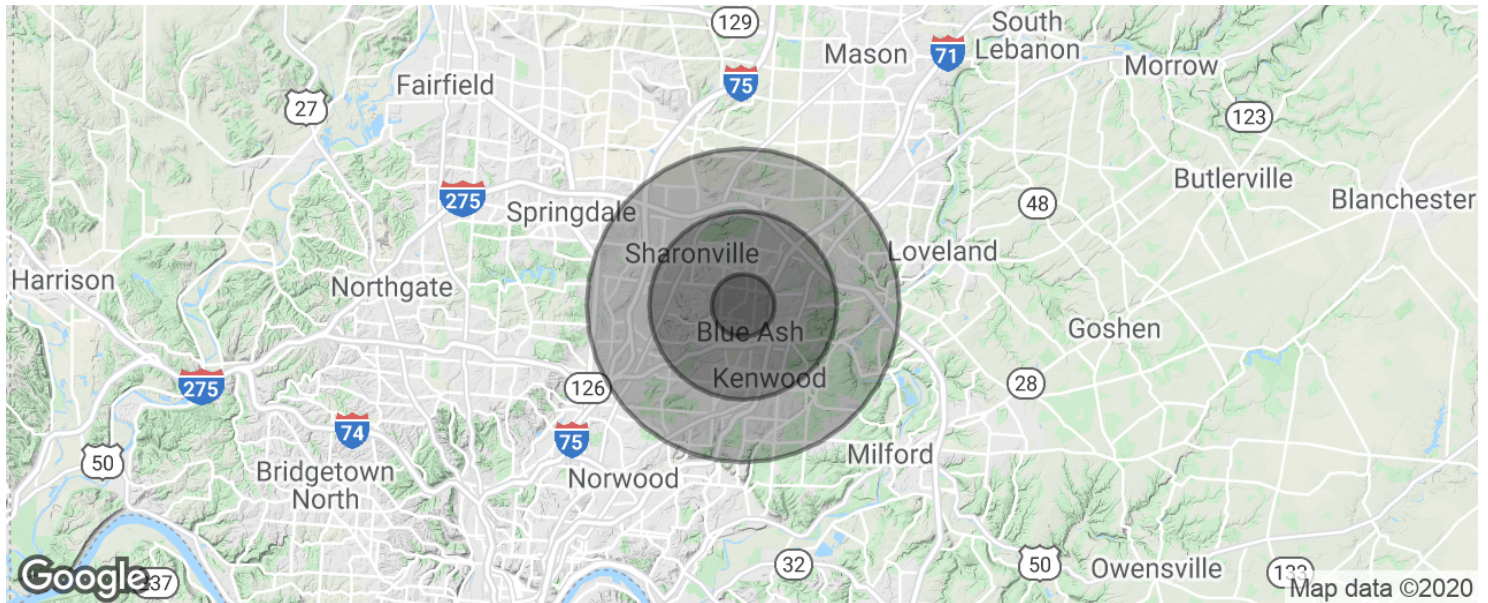 129
South
Lebanon
Mason
71
Morrow
75
Fairfield
27
123
Butlerville
275
Springdale
48
Blanchester
Sharonville
Loveland
Harrison
Northgate
Blue Ash
Goshen
Kenwood
275
126
28
74
75
50
Bridgetown
North
Norwood
Milford
32
50
Owensville
133
Google
Map data ©2020